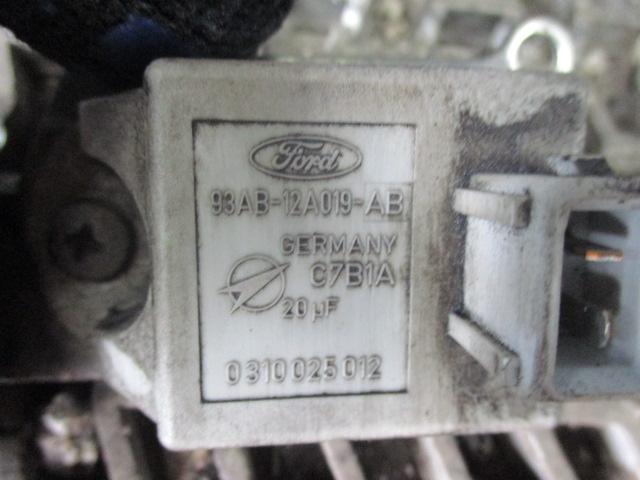 Ford
93AB-12A019-AB
GERMANY
C7B1A
20 µF
0 310 025 012